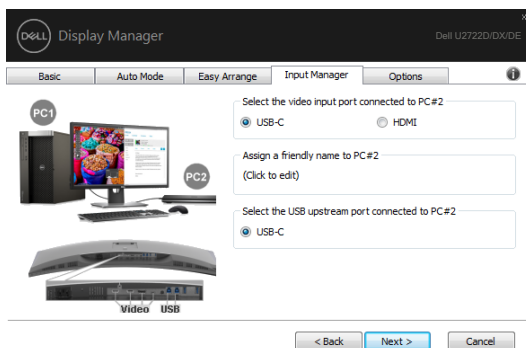 DELL Display Manager
Dell U2722D/DX/DE
Basic Auto Mode Easy Arrange Input Manager Options
Select the video input port connected to PC#2
USB-C HDMI
Assign a friendly name to PC#2
(Click to edit)
Select the USB upstream port connected to PC#2
USB-C
PC1
PC2
Video USB
< Back Next > Cancel